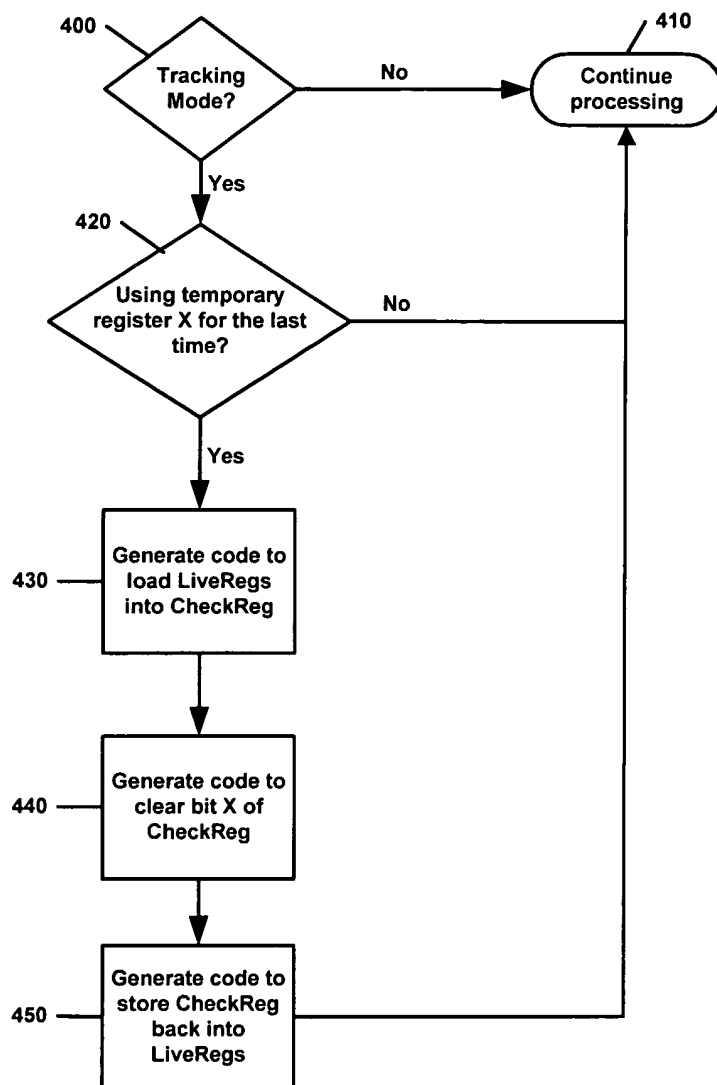 400
Tracking
Mode?
No
410
Continue
processing
Yes
420
Using temporary
register X for the last
time?
No
Yes
430
Generate code to
load LiveRegs
into CheckReg
440
Generate code to
clear bit X of
CheckReg
450
Generate code to
store CheckReg
back into
LiveRegs